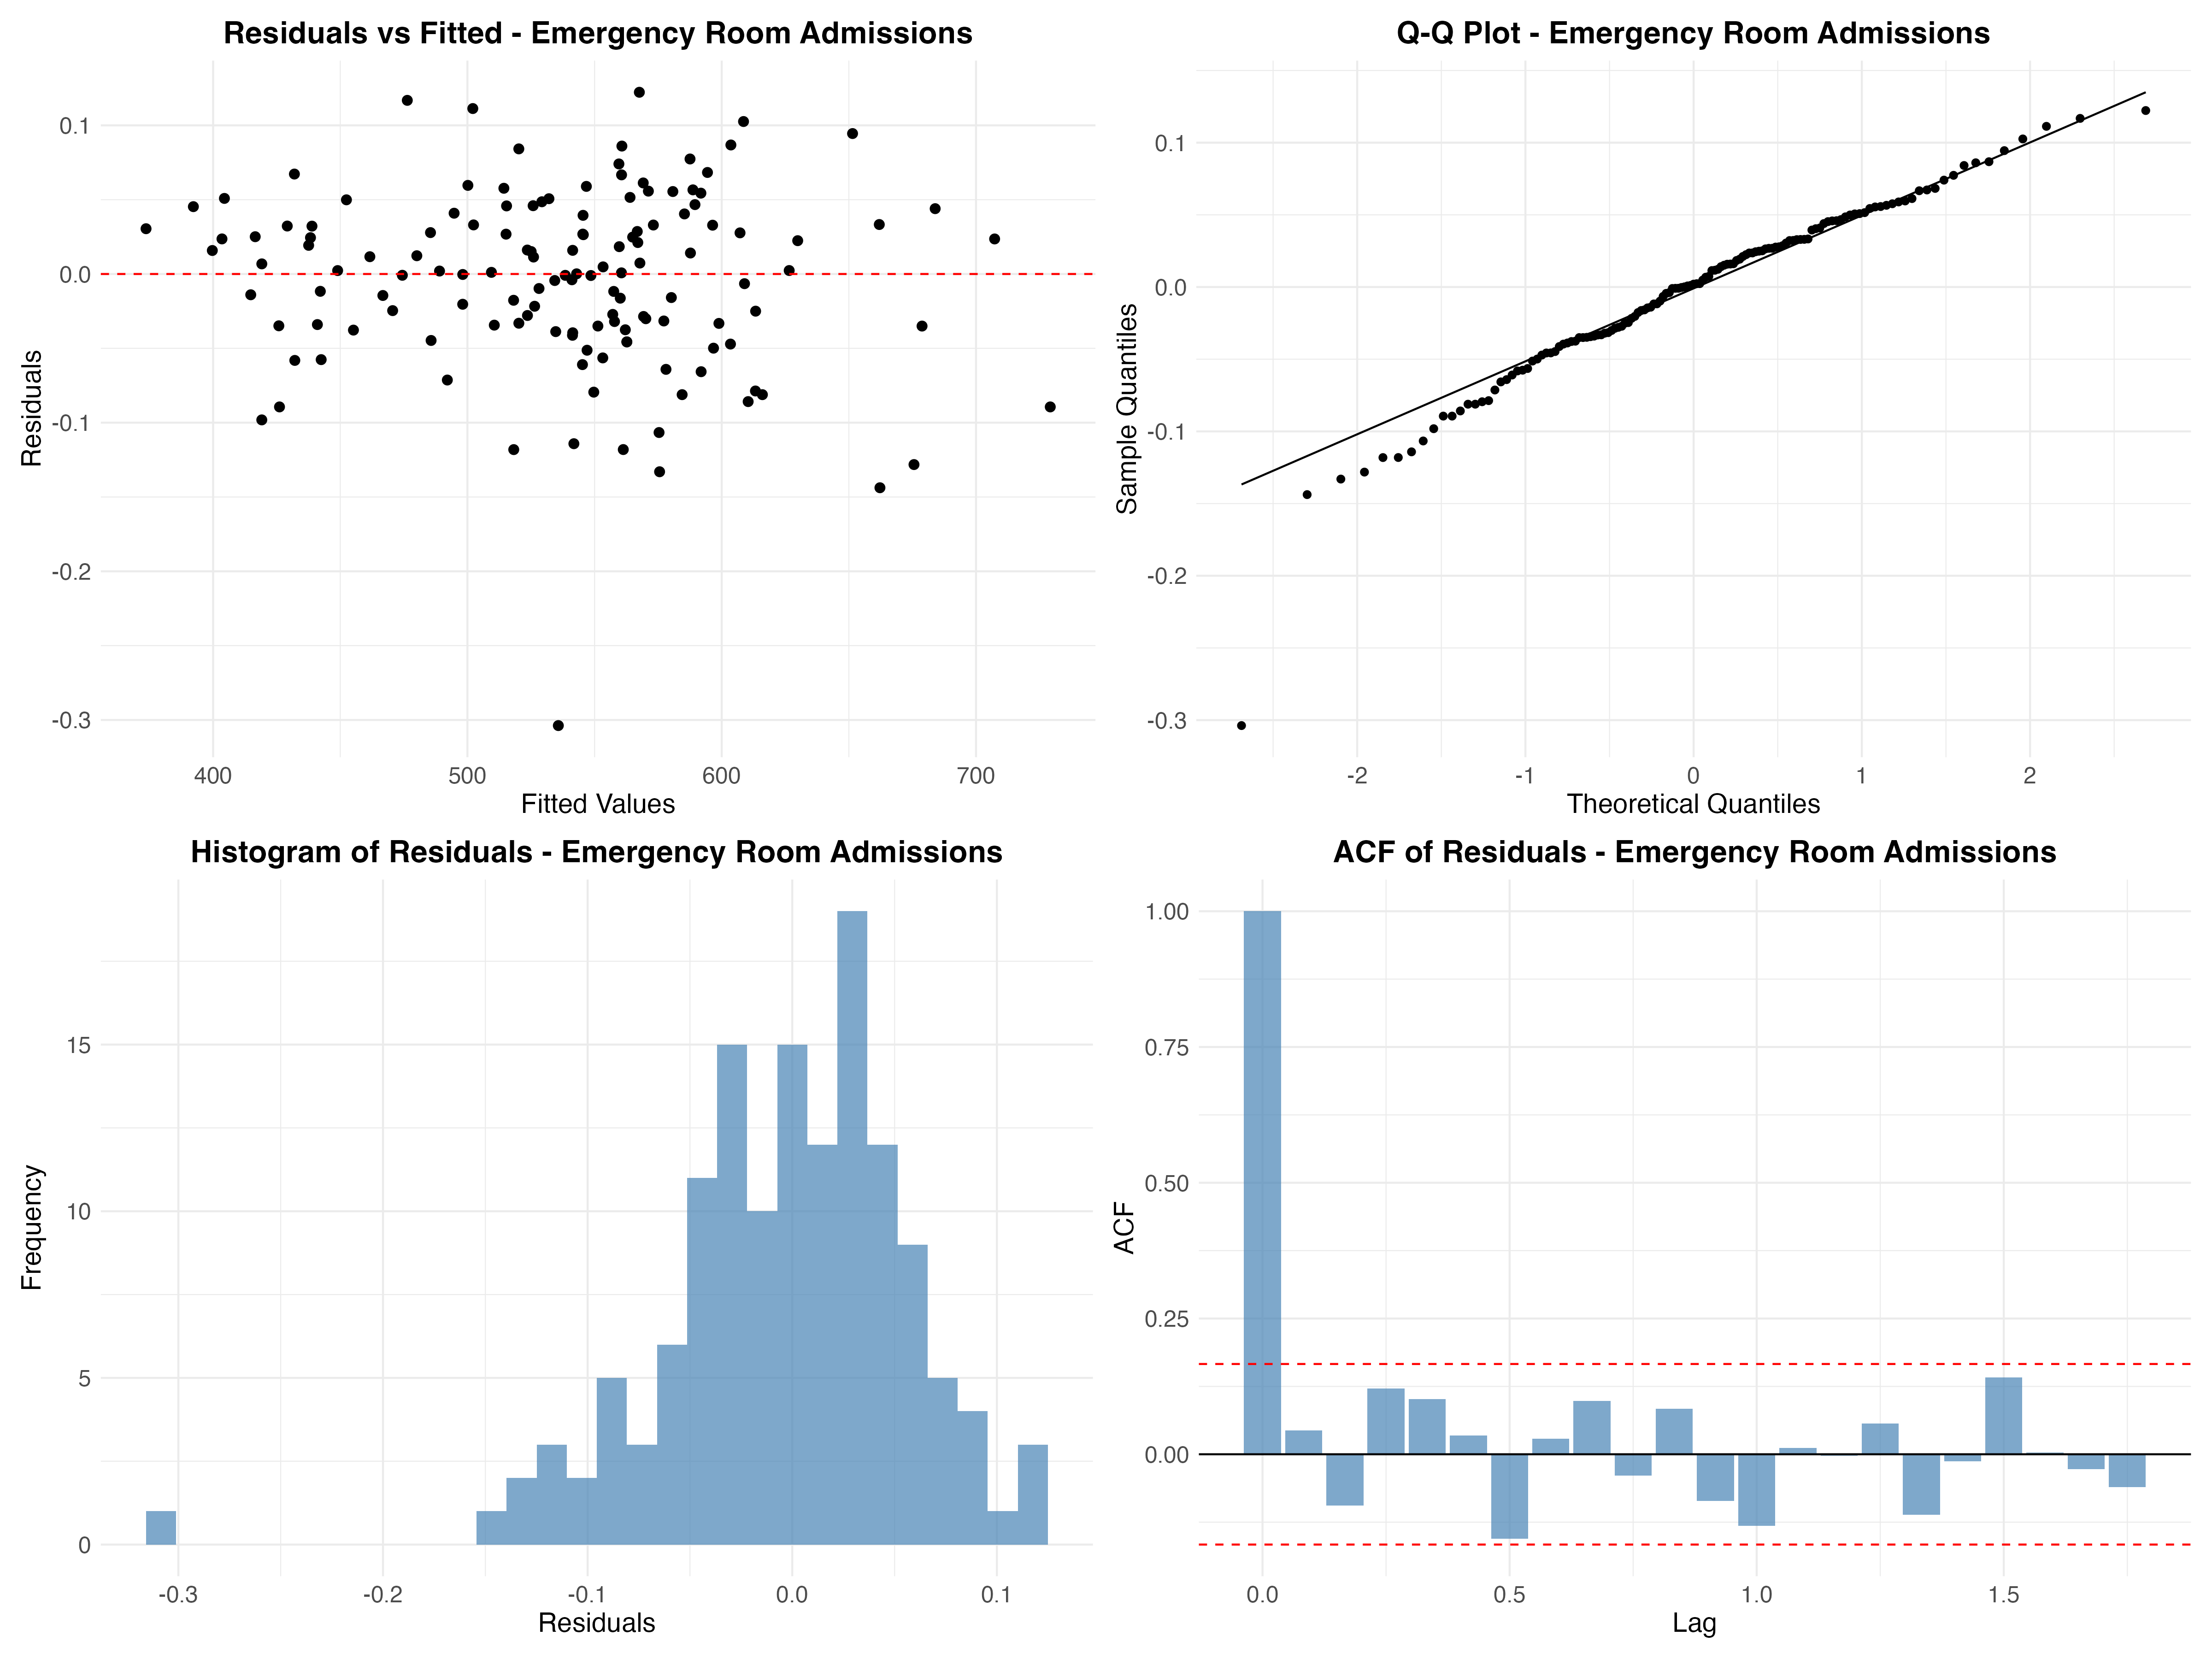 Residuals vs Fitted - Emergency Room Admissions
0.1
0.0
-0.1
-0.2
-0.3
Residuals
400 500 600 700
Fitted Values
Q-Q Plot - Emergency Room Admissions
0.1
0.0
-0.1
-0.2
-0.3
Sample Quantiles
-2 -1 0 1 2
Theoretical Quantiles
Histogram of Residuals - Emergency Room Admissions
15
10
5
0
Frequency
-0.3 -0.2 -0.1 0.0 0.1
Residuals
ACF of Residuals - Emergency Room Admissions
1.00
0.75
0.50
0.25
0.00
ACF
0.0 0.5 1.0 1.5
Lag